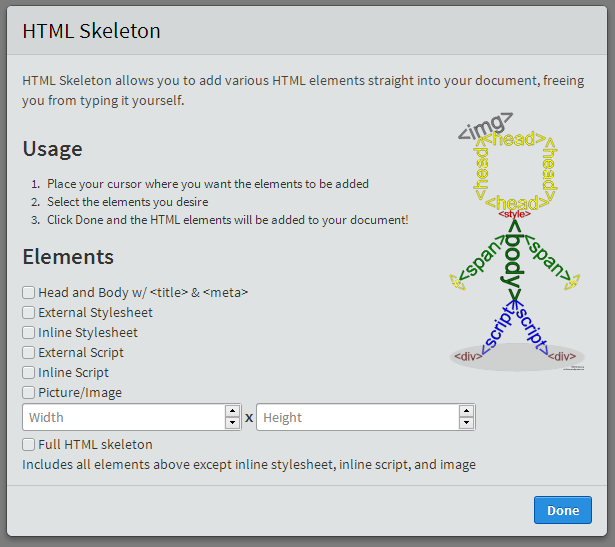 HTML Skeleton
HTML Skeleton allows you to add various HTML elements straight into your document, freeing
you from typing it yourself.
<img>
<head>
<head>
<head>
<head>
<style>
<body>
<span>
<span>
<script>
<script>
<div>
<div>
Usage
1. Place your cursor where you want the elements to be added
2. Select the elements you desire
3. Click Done and the HTML elements will be added to your document!
Elements
Head and Body w/ <title> & <meta>
External Stylesheet
Inline Stylesheet
External Script
Inline Script
Picture/Image
Width x Height
Full HTML skeleton
Includes all elements above except inline stylesheet, inline script, and image
Done